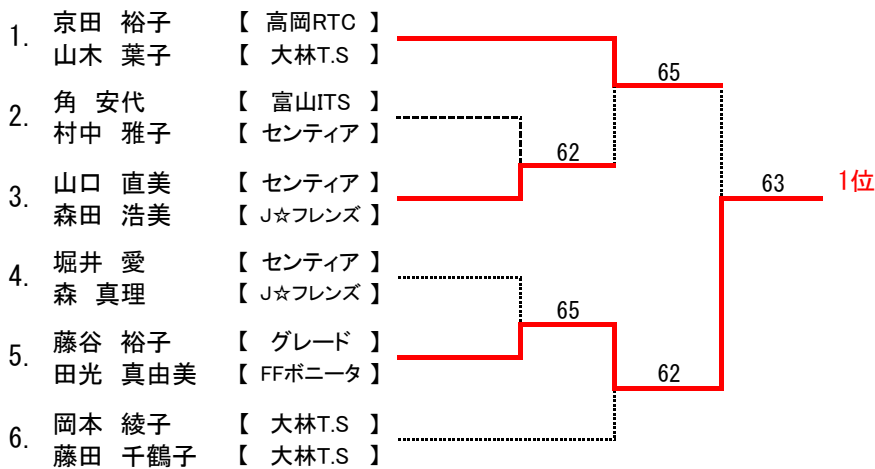 1. 京田 裕子 【 高岡RTC 】
山木 葉子 【 大林T.S 】
65
2. 角 安代 【 富山ITS 】
村中 雅子 【 センティア 】
62
3. 山口 直美 【 センティア 】
森田 浩美 【 J☆フレンズ 】
63 1位
4. 堀井 愛 【 センティア 】
森 真理 【 J☆フレンズ 】
65
5. 藤谷 裕子 【 グレード 】
田光 真由美 【 FFボニータ 】
62
6. 岡本 綾子 【 大林T.S 】
藤田 千鶴子 【 大林T.S 】